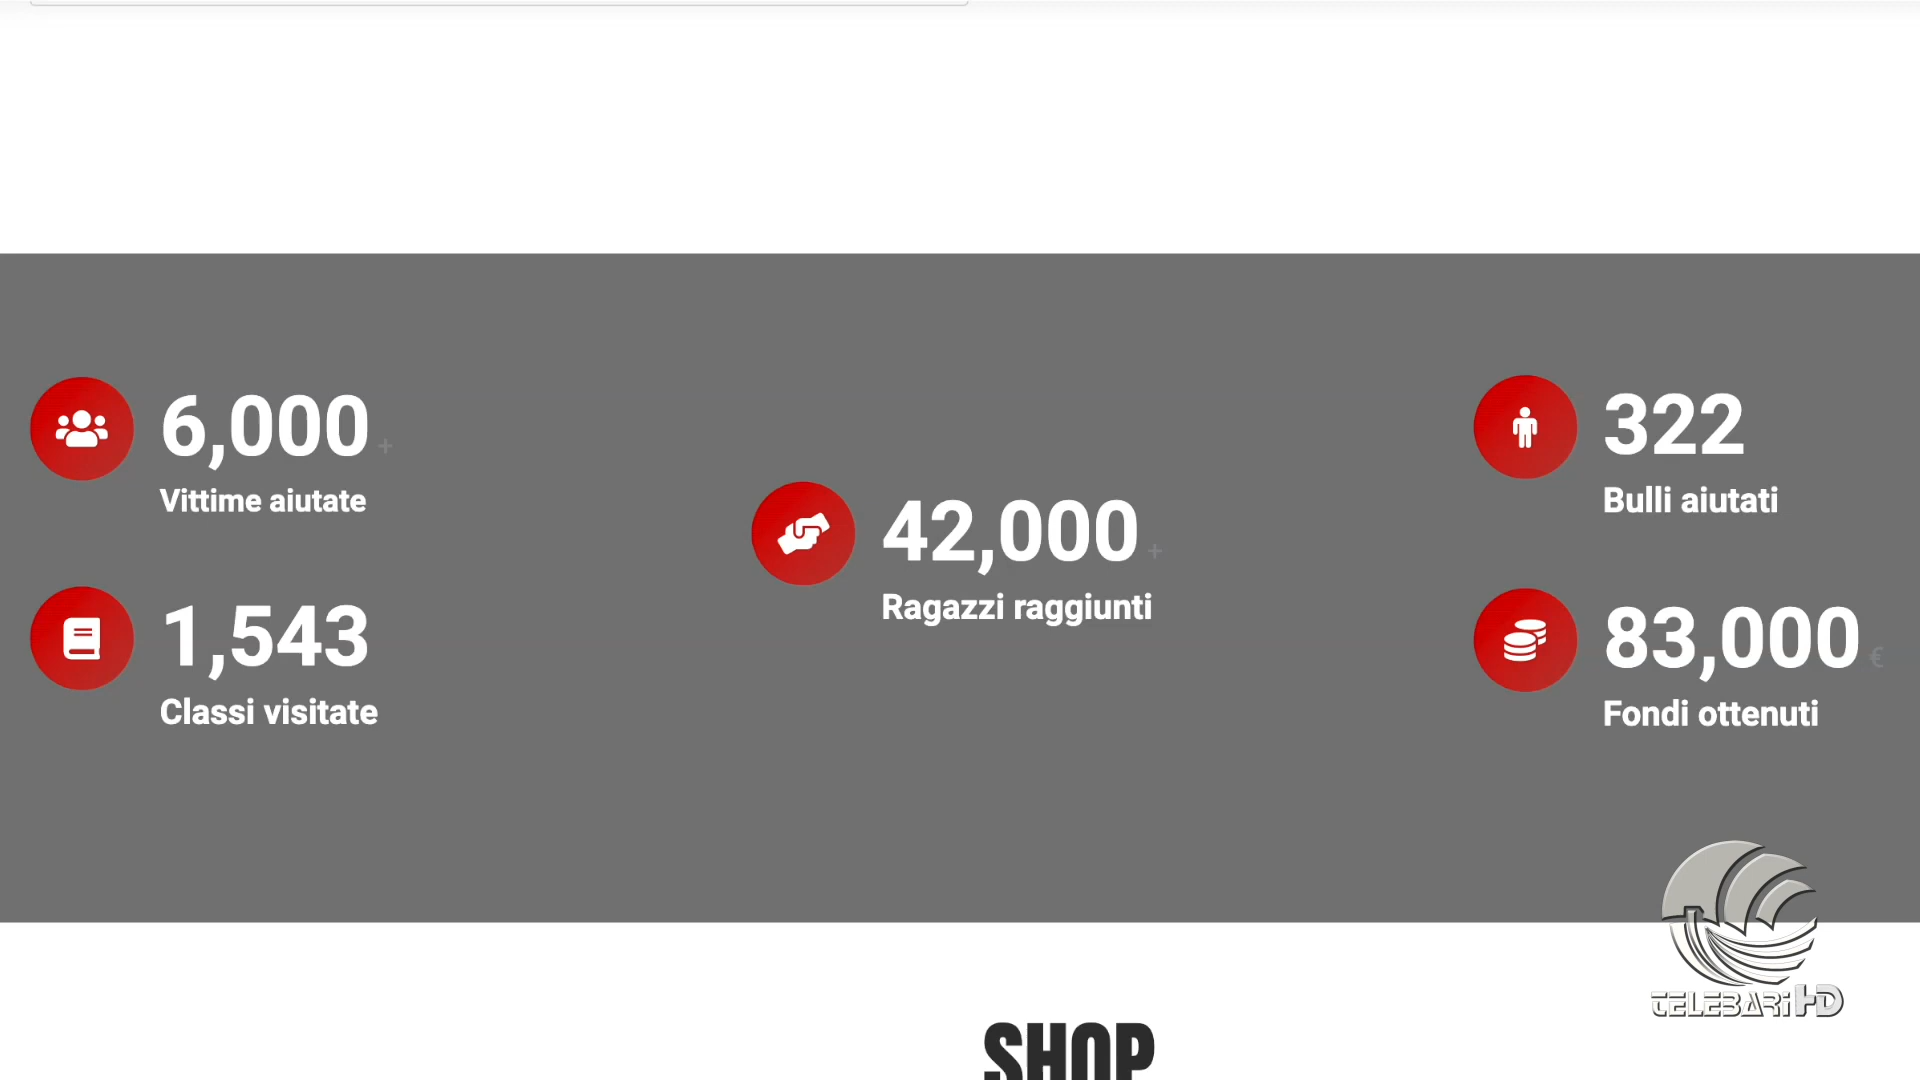 6,000 +
Vittime aiutate
1,543
Classi visitate
42,000 +
Ragazzi raggiunti
322
Bulli aiutati
83,000 €
Fondi ottenuti
TELEBARI HD
SHOP